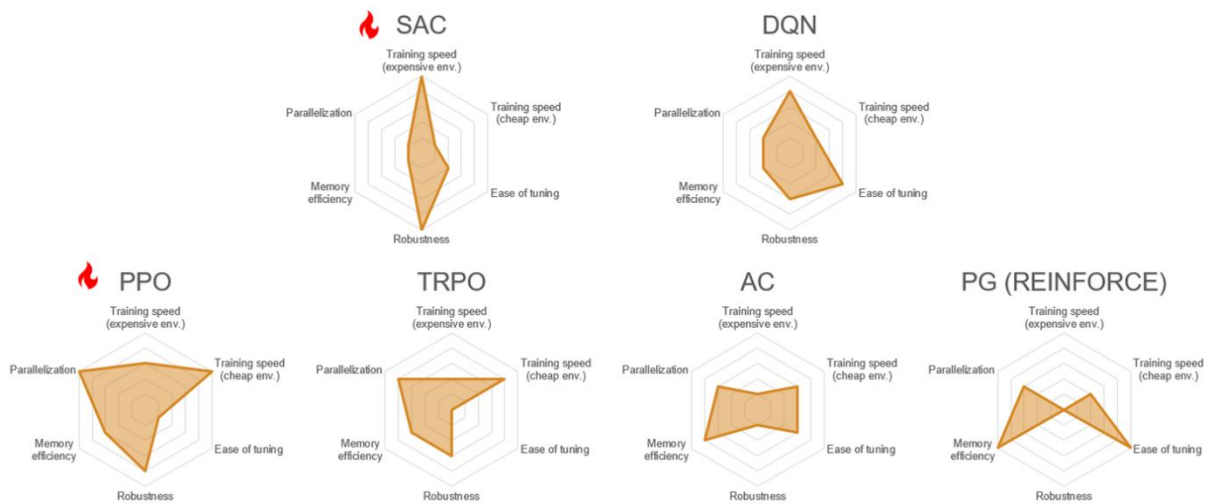 SAC
Training speed
(expensive env.)
Parallelization
Training speed
(cheap env.)
Memory
efficiency
Ease of tuning
Robustness
DQN
Training speed
(expensive env.)
Parallelization
Training speed
(cheap env.)
Memory
efficiency
Ease of tuning
Robustness
PPO
Training speed
(expensive env.)
Parallelization
Training speed
(cheap env.)
Memory
efficiency
Ease of tuning
Robustness
TRPO
Training speed
(expensive env.)
Parallelization
Training speed
(cheap env.)
Memory
efficiency
Ease of tuning
Robustness
AC
Training speed
(expensive env.)
Parallelization
Training speed
(cheap env.)
Memory
efficiency
Ease of tuning
Robustness
PG (REINFORCE)
Training speed
(expensive env.)
Parallelization
Training speed
(cheap env.)
Memory
efficiency
Ease of tuning
Robustness